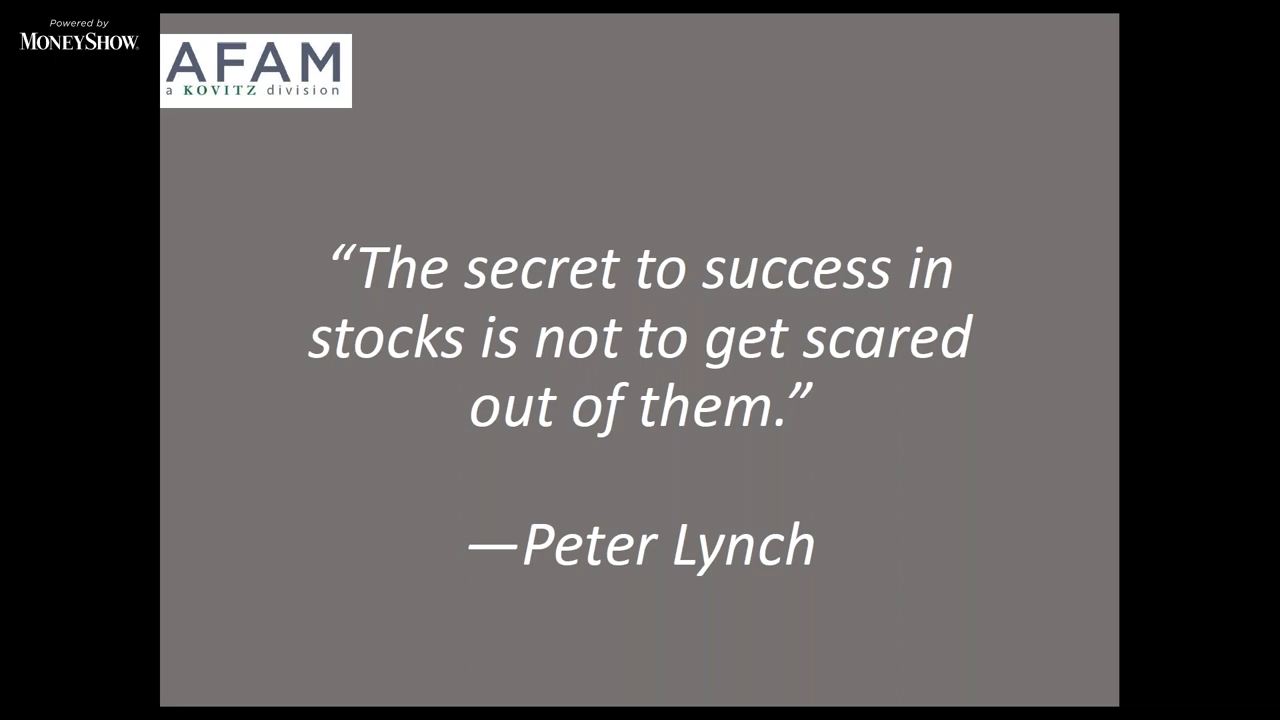 Powered by
MONEYSHOW
AFAM
a KOVITZ division
“The secret to success in
stocks is not to get scared
out of them.”
—Peter Lynch